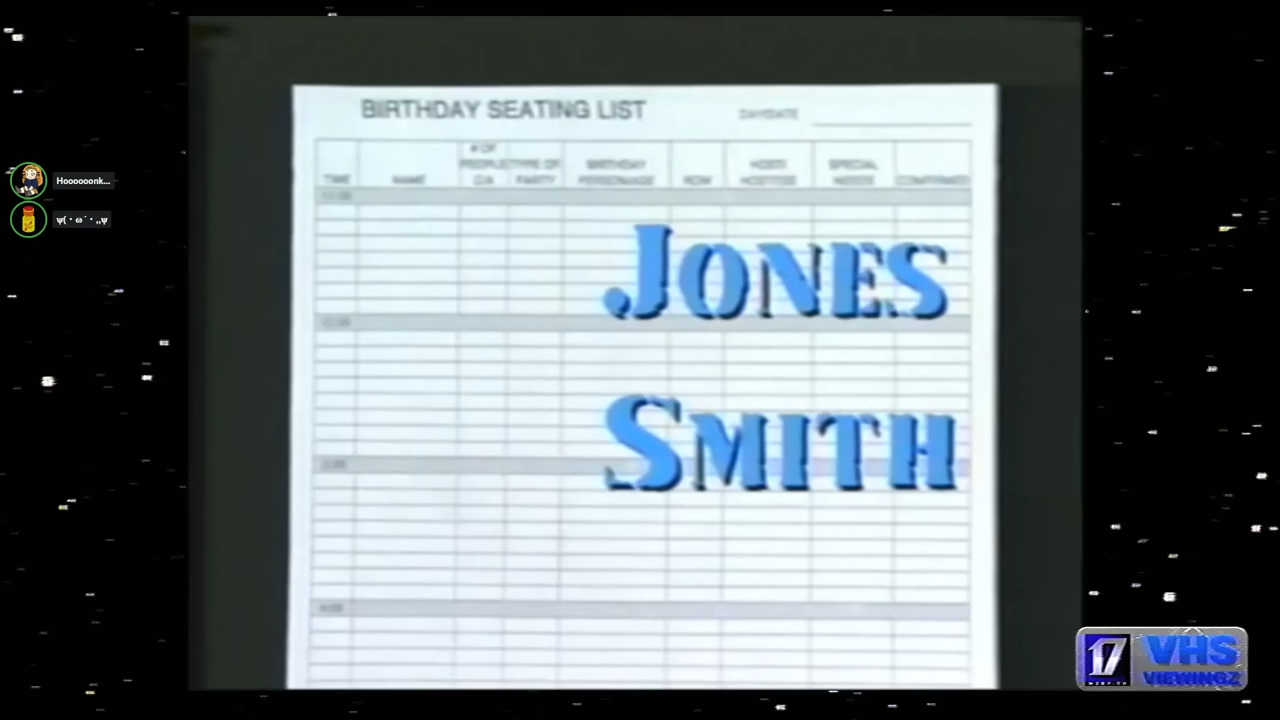 BIRTHDAY SEATING LIST
DAY/DATE
# OF
PEOPLE TYPE OF BIRTHDAY HOST/ SPECIAL
TIME NAME C/A PARTY PERSONAGE ROW HOSTESS NEEDS CONFIRMED
Hoooooonk...
ψ(・ω´・,,ψ
JONES
SMITH
17
VHS
VIEWINGZ